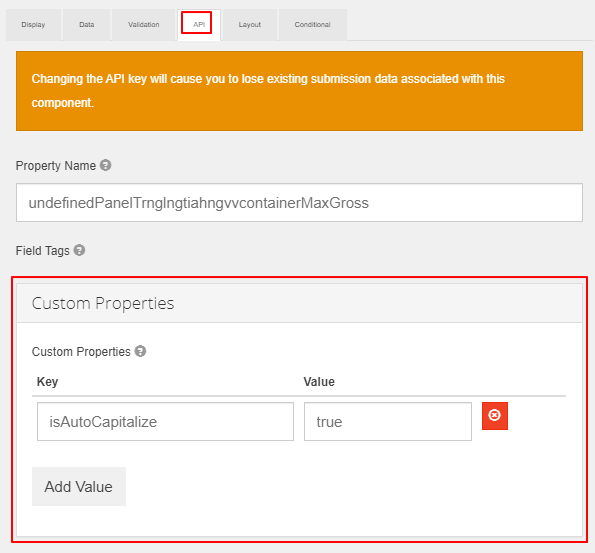 Display Data Validation API Layout Conditional
Changing the API key will cause you to lose existing submission data associated with this
component.
Property Name
undefinedPanelTrnglngtiahngvvcontainerMaxGross
Field Tags
Custom Properties
Custom Properties
Key Value
isAutoCapitalize true
Add Value